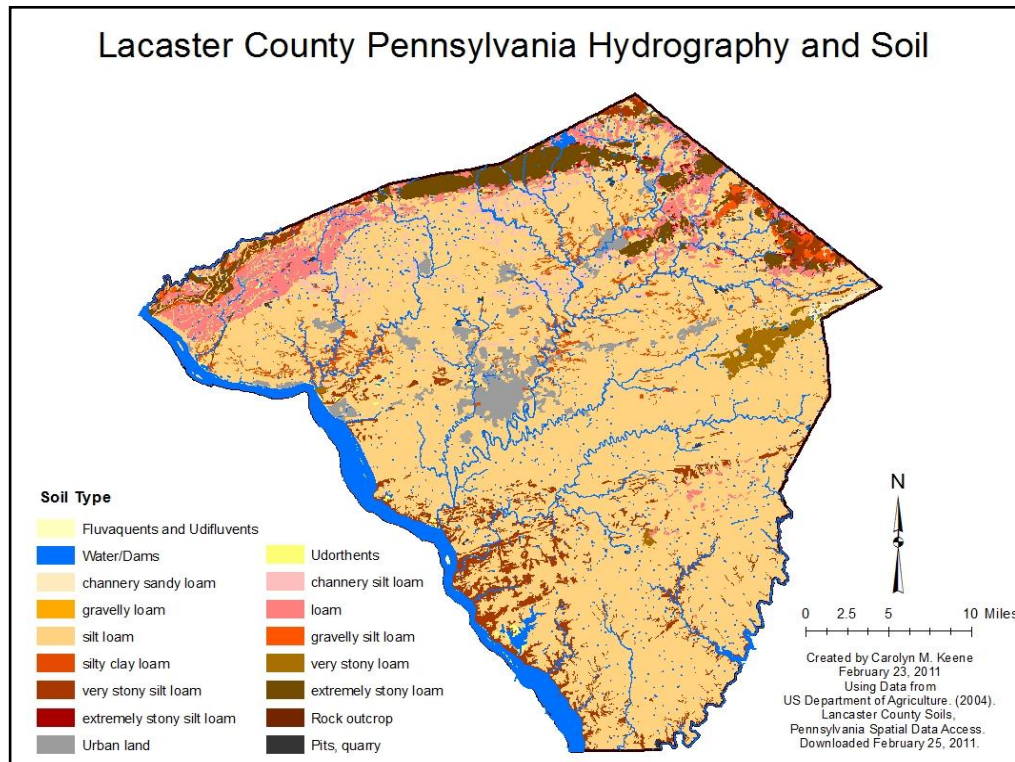 Lacaster County Pennsylvania Hydrography and Soil
Soil Type
Fluvaquents and Udifluvents
Water/Dams
channery sandy loam
gravelly loam
silt loam
silty clay loam
very stony silt loam
extremely stony silt loam
Urban land
Udorthents
channery silt loam
loam
gravelly silt loam
very stony loam
extremely stony loam
Rock outcrop
Pits, quarry
N
0 2.5 5 10 Miles
Created by Carolyn M. Keene
February 23, 2011
Using Data from
US Department of Agriculture. (2004).
Lancaster County Soils,
Pennsylvania Spatial Data Access.
Downloaded February 25, 2011.